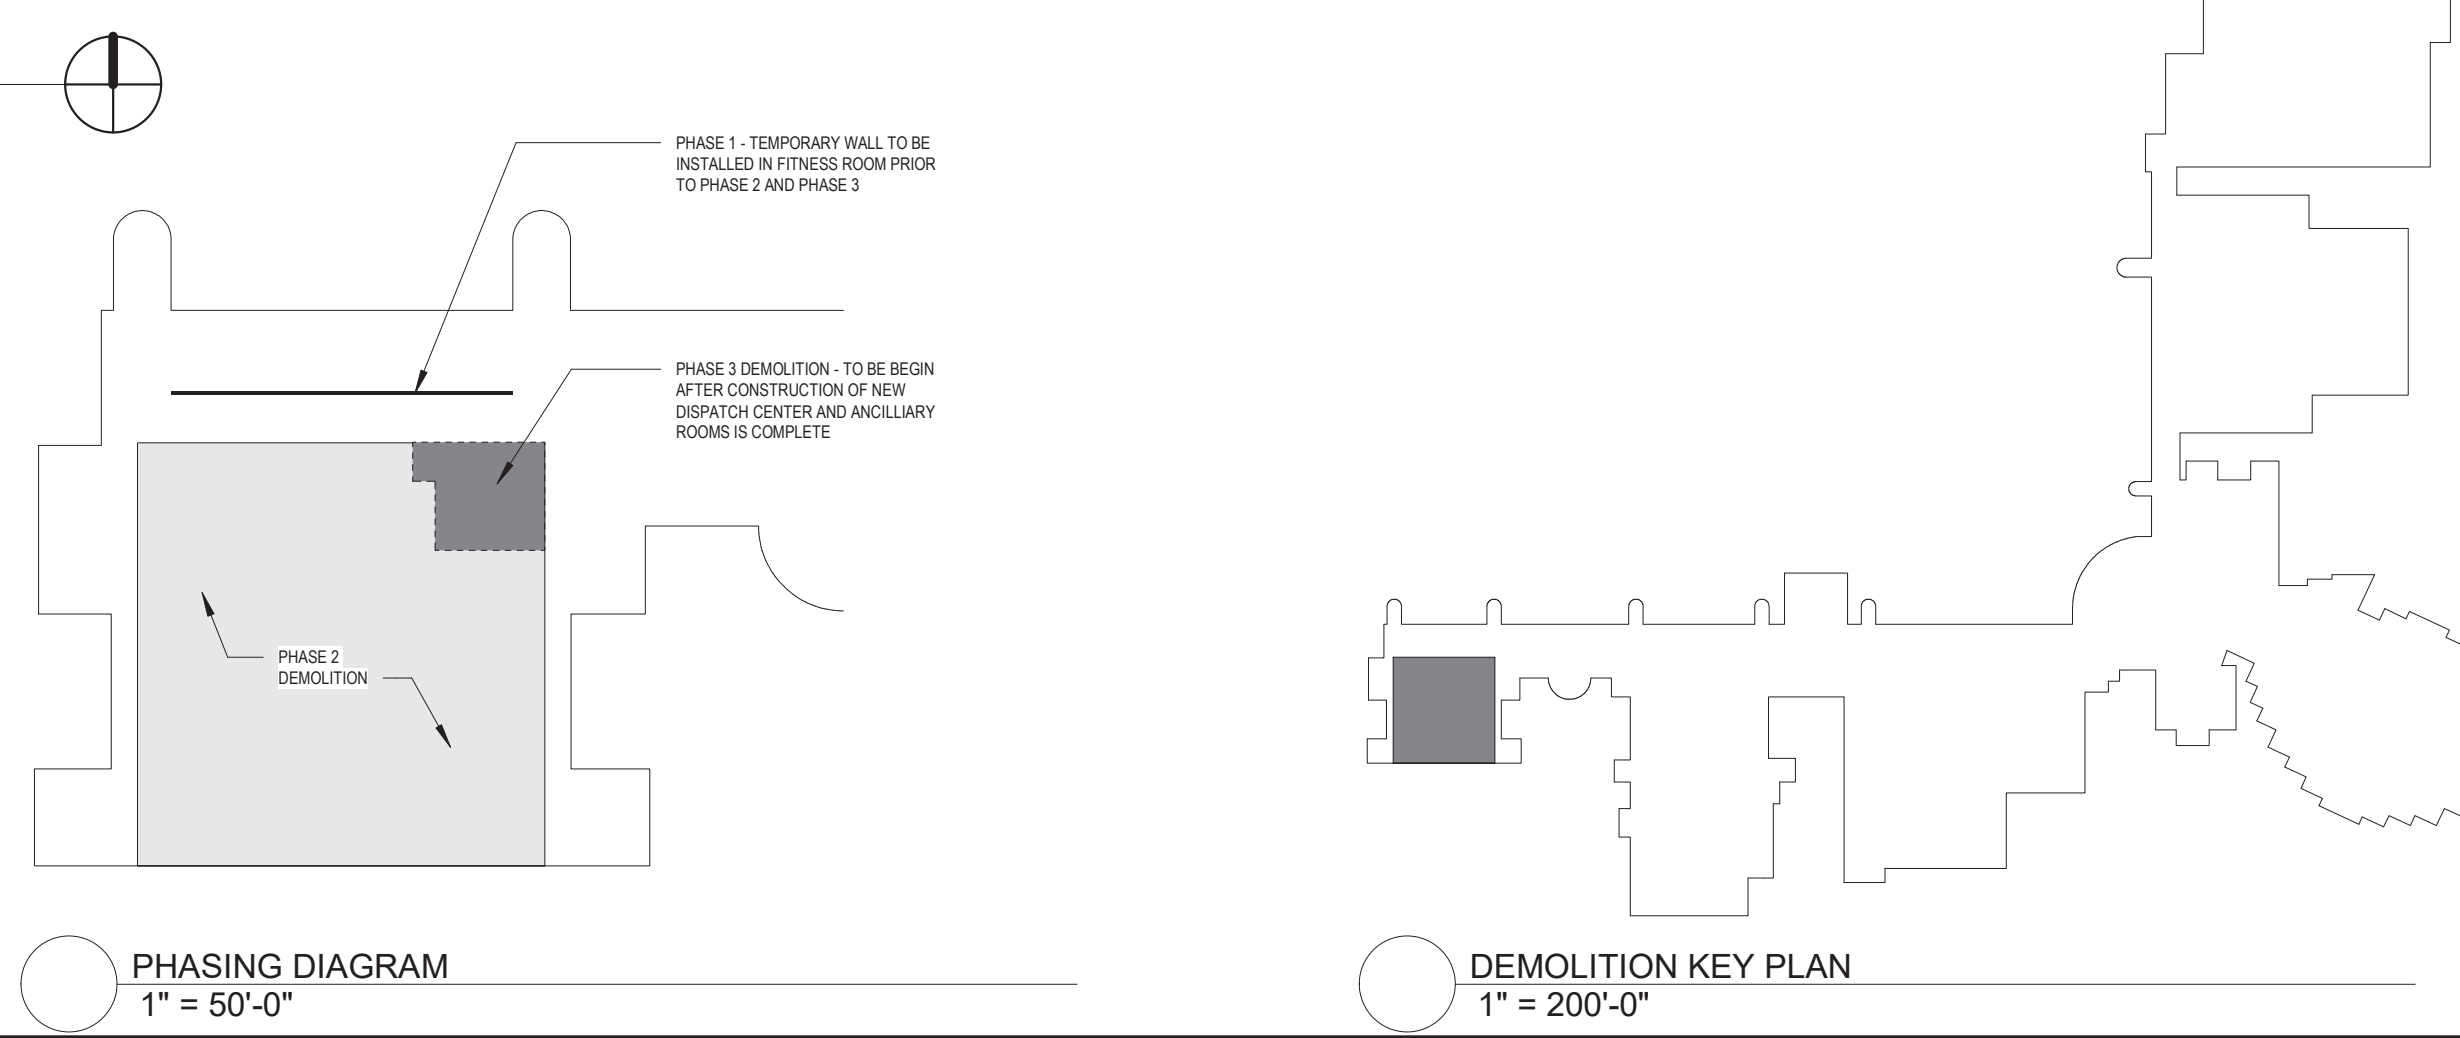 PHASE 1 - TEMPORARY WALL TO BE
INSTALLED IN FITNESS ROOM PRIOR
TO PHASE 2 AND PHASE 3
PHASE 3 DEMOLITION - TO BE BEGIN
AFTER CONSTRUCTION OF NEW
DISPATCH CENTER AND ANCILLIARY
ROOMS IS COMPLETE
PHASE 2
DEMOLITION
PHASING DIAGRAM
1" = 50'-0"
DEMOLITION KEY PLAN
1" = 200'-0"